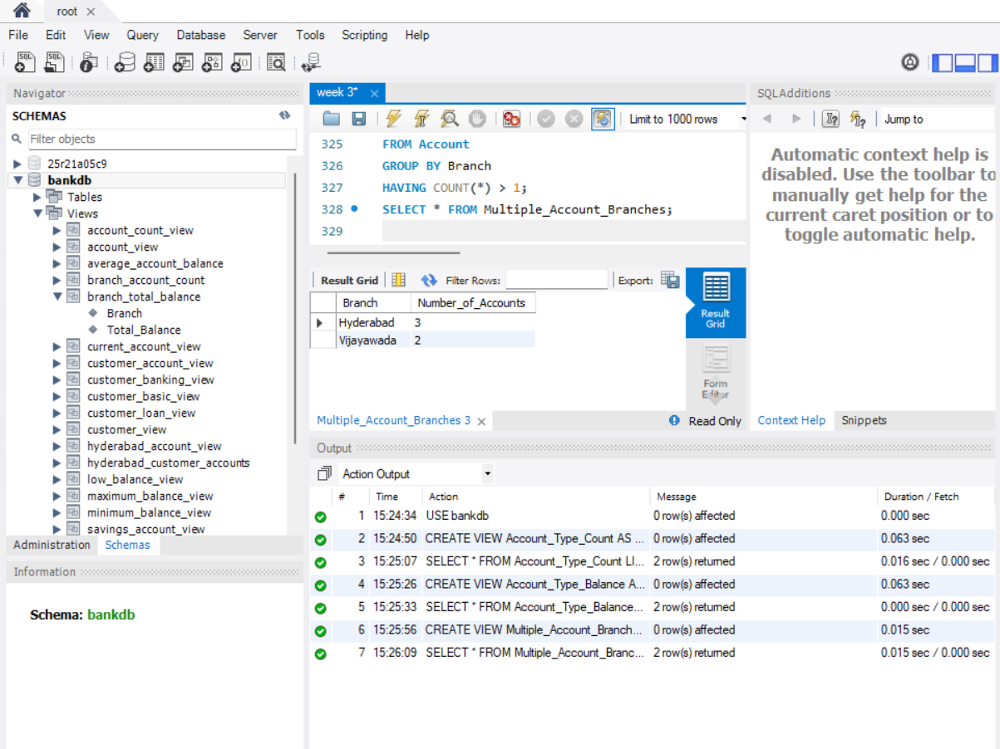 root ×
File Edit View Query Database Server Tools Scripting Help
Navigator
SCHEMAS
Filter objects
25r21a05c9
bankdb
Tables
Views
account_count_view
account_view
average_account_balance
branch_account_count
branch_total_balance
Branch
Total_Balance
current_account_view
customer_account_view
customer_banking_view
customer_basic_view
customer_loan_view
customer_view
hyderabad_account_view
hyderabad_customer_accounts
low_balance_view
maximum_balance_view
minimum_balance_view
savings_account_view
Administration Schemas
Information
Schema: bankdb
week 3* ×
Limit to 1000 rows
325 FROM Account
326 GROUP BY Branch
327 HAVING COUNT(*) > 1;
328 SELECT * FROM Multiple_Account_Branches;
329
Result Grid Filter Rows: Export:
Branch Number_of_Accounts
Hyderabad 3
Vijayawada 2
Result
Grid
Form
Editor
Multiple_Account_Branches 3 × Read Only
SQLAdditions
Jump to
Automatic context help is
disabled. Use the toolbar to
manually get help for the
current caret position or to
toggle automatic help.
Context Help Snippets
Output
Action Output
# Time Action Message Duration / Fetch
1 15:24:34 USE bankdb 0 row(s) affected 0.000 sec
2 15:24:50 CREATE VIEW Account_Type_Count AS ... 0 row(s) affected 0.063 sec
3 15:25:07 SELECT * FROM Account_Type_Count LI... 2 row(s) returned 0.016 sec / 0.000 sec
4 15:25:26 CREATE VIEW Account_Type_Balance A... 0 row(s) affected 0.063 sec
5 15:25:33 SELECT * FROM Account_Type_Balance... 2 row(s) returned 0.000 sec / 0.000 sec
6 15:25:56 CREATE VIEW Multiple_Account_Branch... 0 row(s) affected 0.015 sec
7 15:26:09 SELECT * FROM Multiple_Account_Branc... 2 row(s) returned 0.015 sec / 0.000 sec